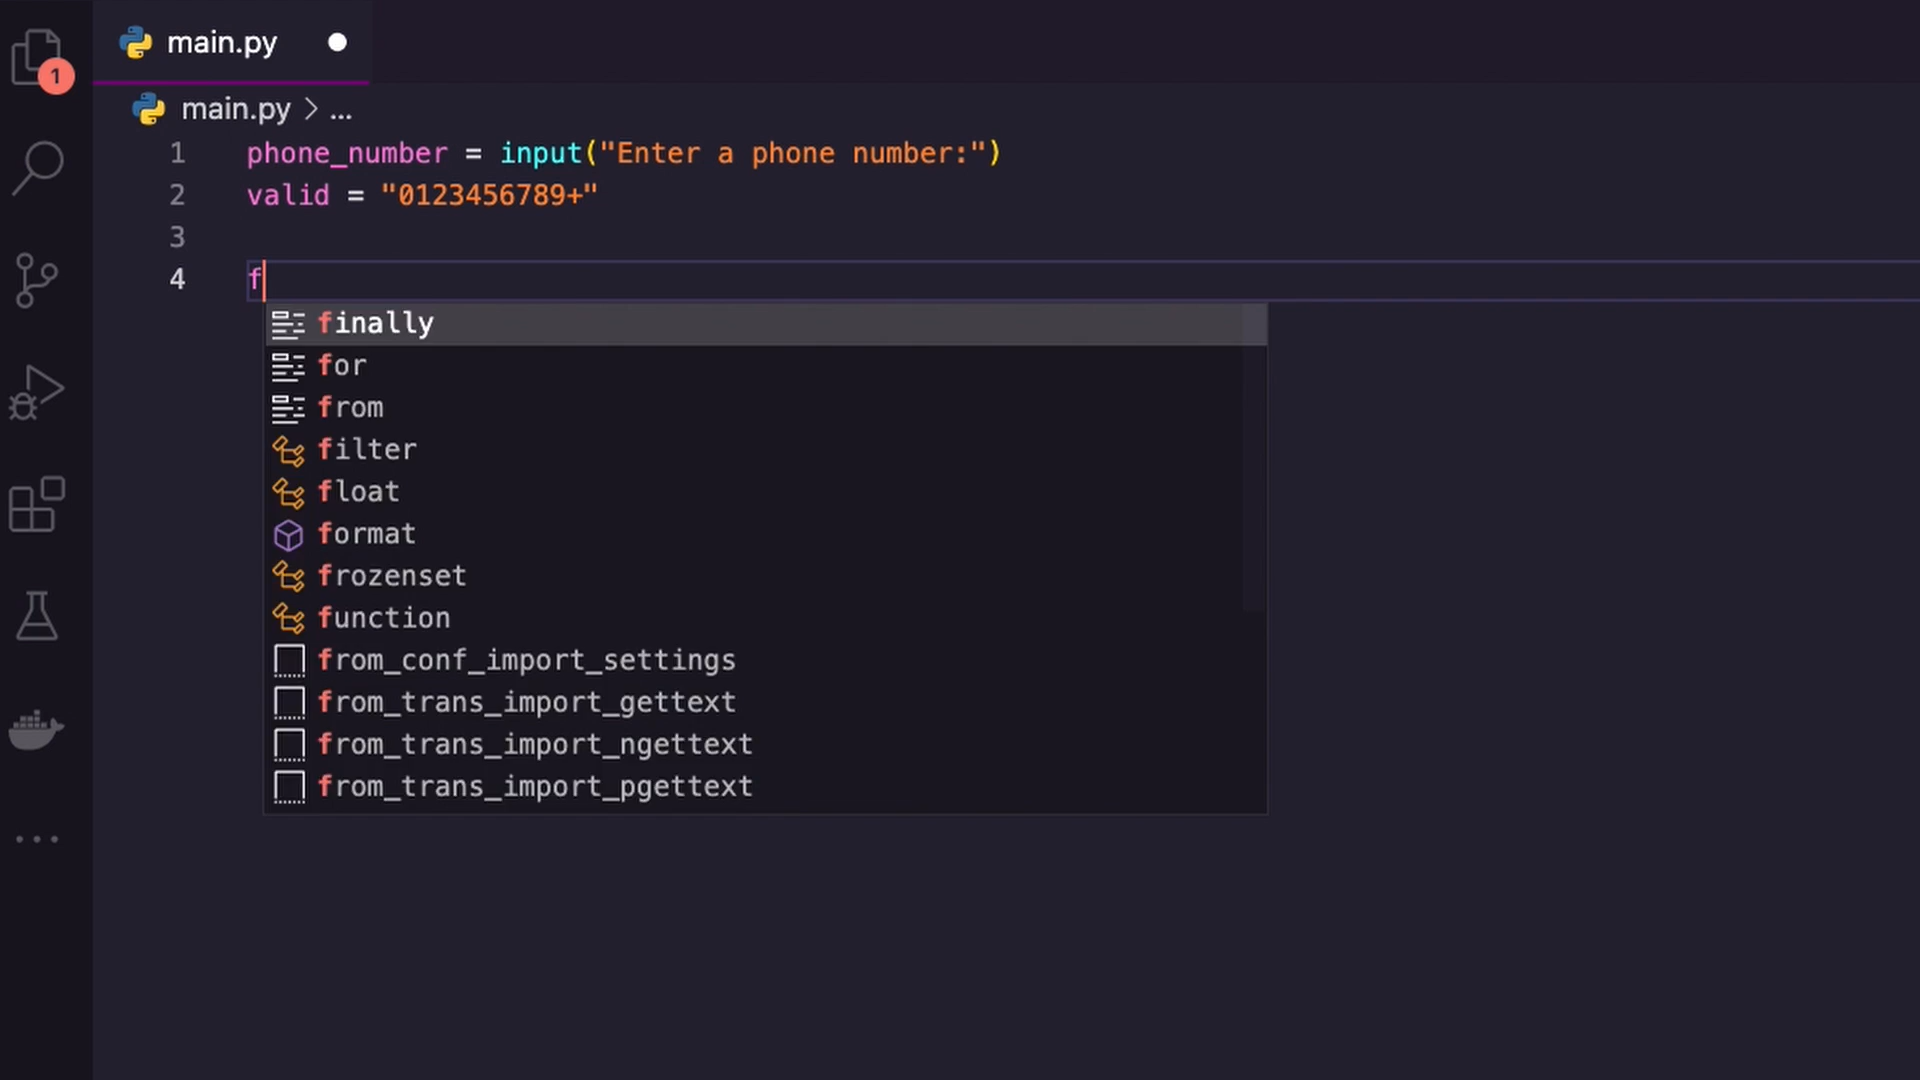 main.py
1
main.py > ...
1 phone_number = input("Enter a phone number:")
2 valid = "0123456789+"
3
4 f
finally
for
from
filter
float
format
frozenset
function
from_conf_import_settings
from_trans_import_gettext
from_trans_import_ngettext
from_trans_import_pgettext